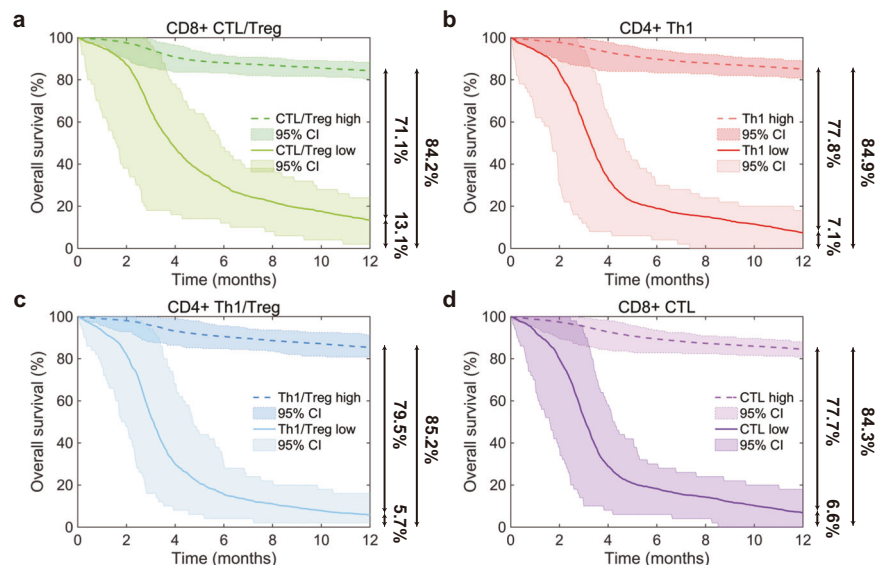 a
CD8+ CTL/Treg
Overall survival (%)
100
80
60
40
20
0
CTL/Treg high
95% CI
CTL/Treg low
95% CI
0 2 4 6 8 10 12
Time (months)
71.1%
13.1%
84.2%
b
CD4+ Th1
Overall survival (%)
100
80
60
40
20
0
Th1 high
95% CI
Th1 low
95% CI
0 2 4 6 8 10 12
Time (months)
77.8%
7.1%
84.9%
c
CD4+ Th1/Treg
Overall survival (%)
100
80
60
40
20
0
Th1/Treg high
95% CI
Th1/Treg low
95% CI
0 2 4 6 8 10 12
Time (months)
79.5%
5.7%
85.2%
d
CD8+ CTL
Overall survival (%)
100
80
60
40
20
0
CTL high
95% CI
CTL low
95% CI
0 2 4 6 8 10 12
Time (months)
77.7%
6.6%
84.3%